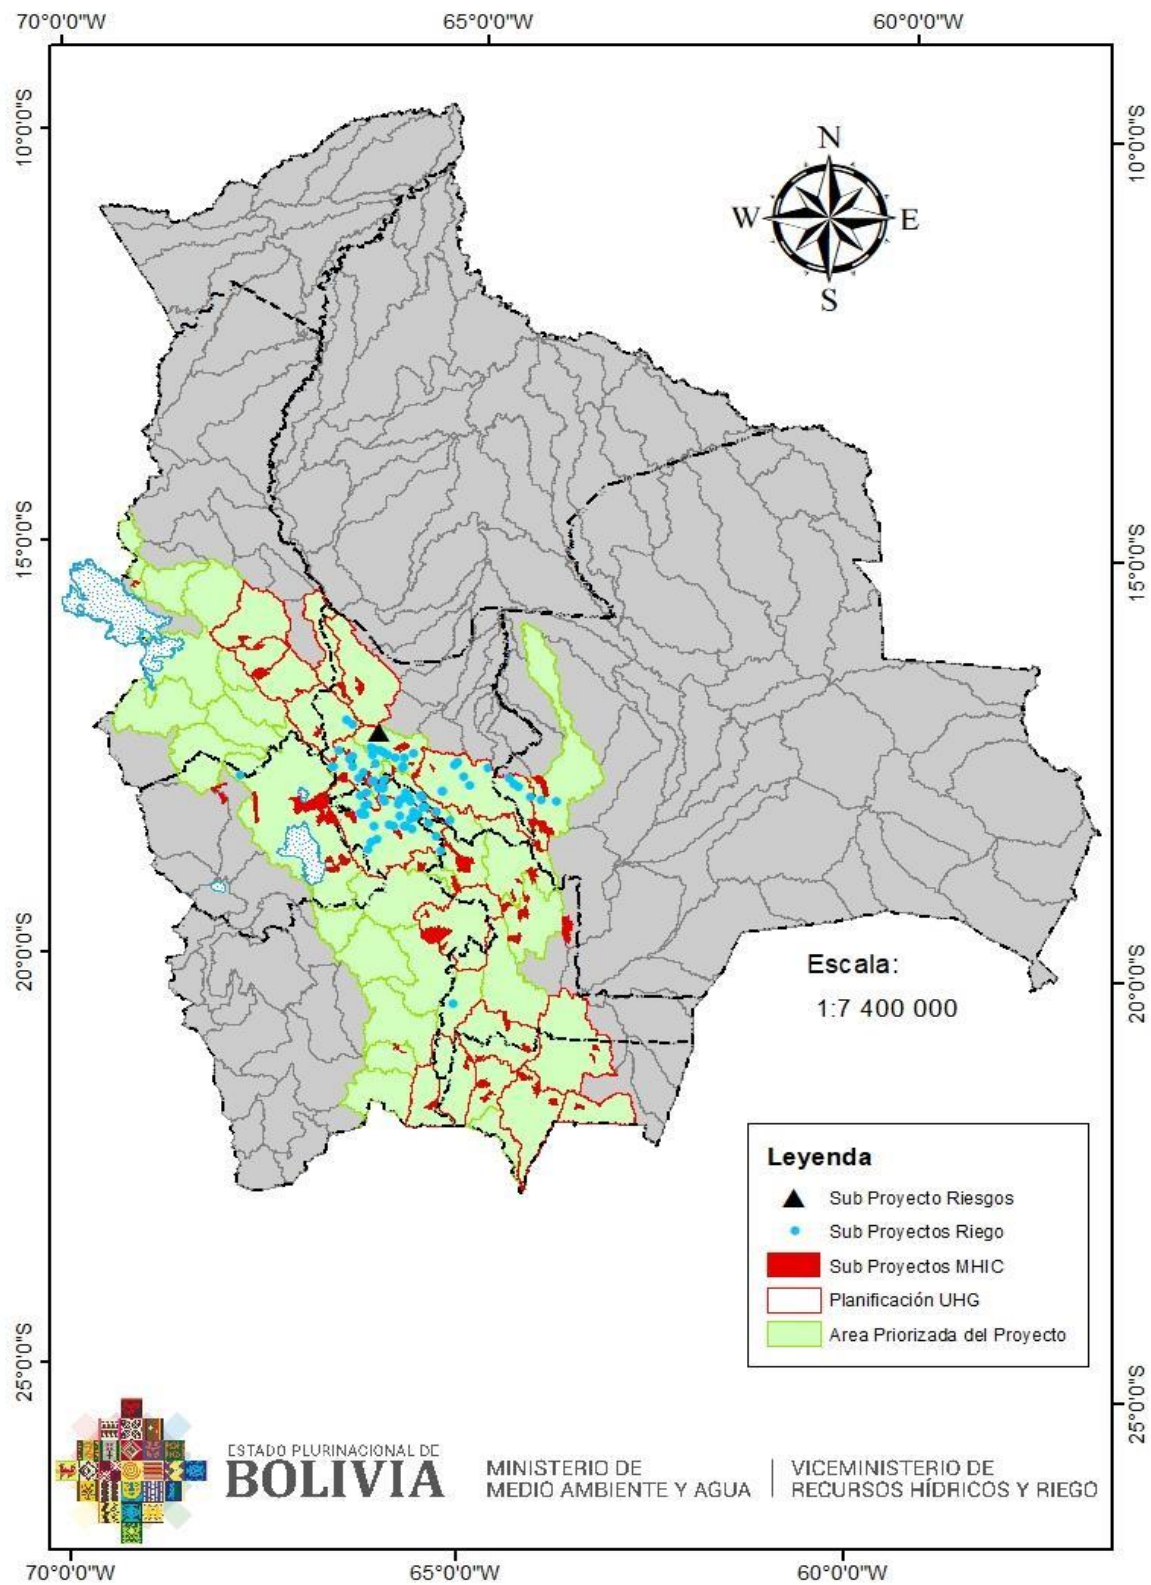 70°0'0"W
65°0'0"W
60°0'0"W
10°0'0"S
10°0'0"S
N
W
E
S
15°0'0"S
15°0'0"S
20°0'0"S
20°0'0"S
Escala:
1:7 400 000
Leyenda
Sub Proyecto Riesgos
Sub Proyectos Riego
Sub Proyectos MHIC
Planificación UHG
Area Priorizada del Proyecto
25°0'0"S
25°0'0"S
ESTADO PLURINACIONAL DE
BOLIVIA
MINISTERIO DE
MEDIO AMBIENTE Y AGUA
VICEMINISTERIO DE
RECURSOS HÍDRICOS Y RIEGO
70°0'0"W
65°0'0"W
60°0'0"W